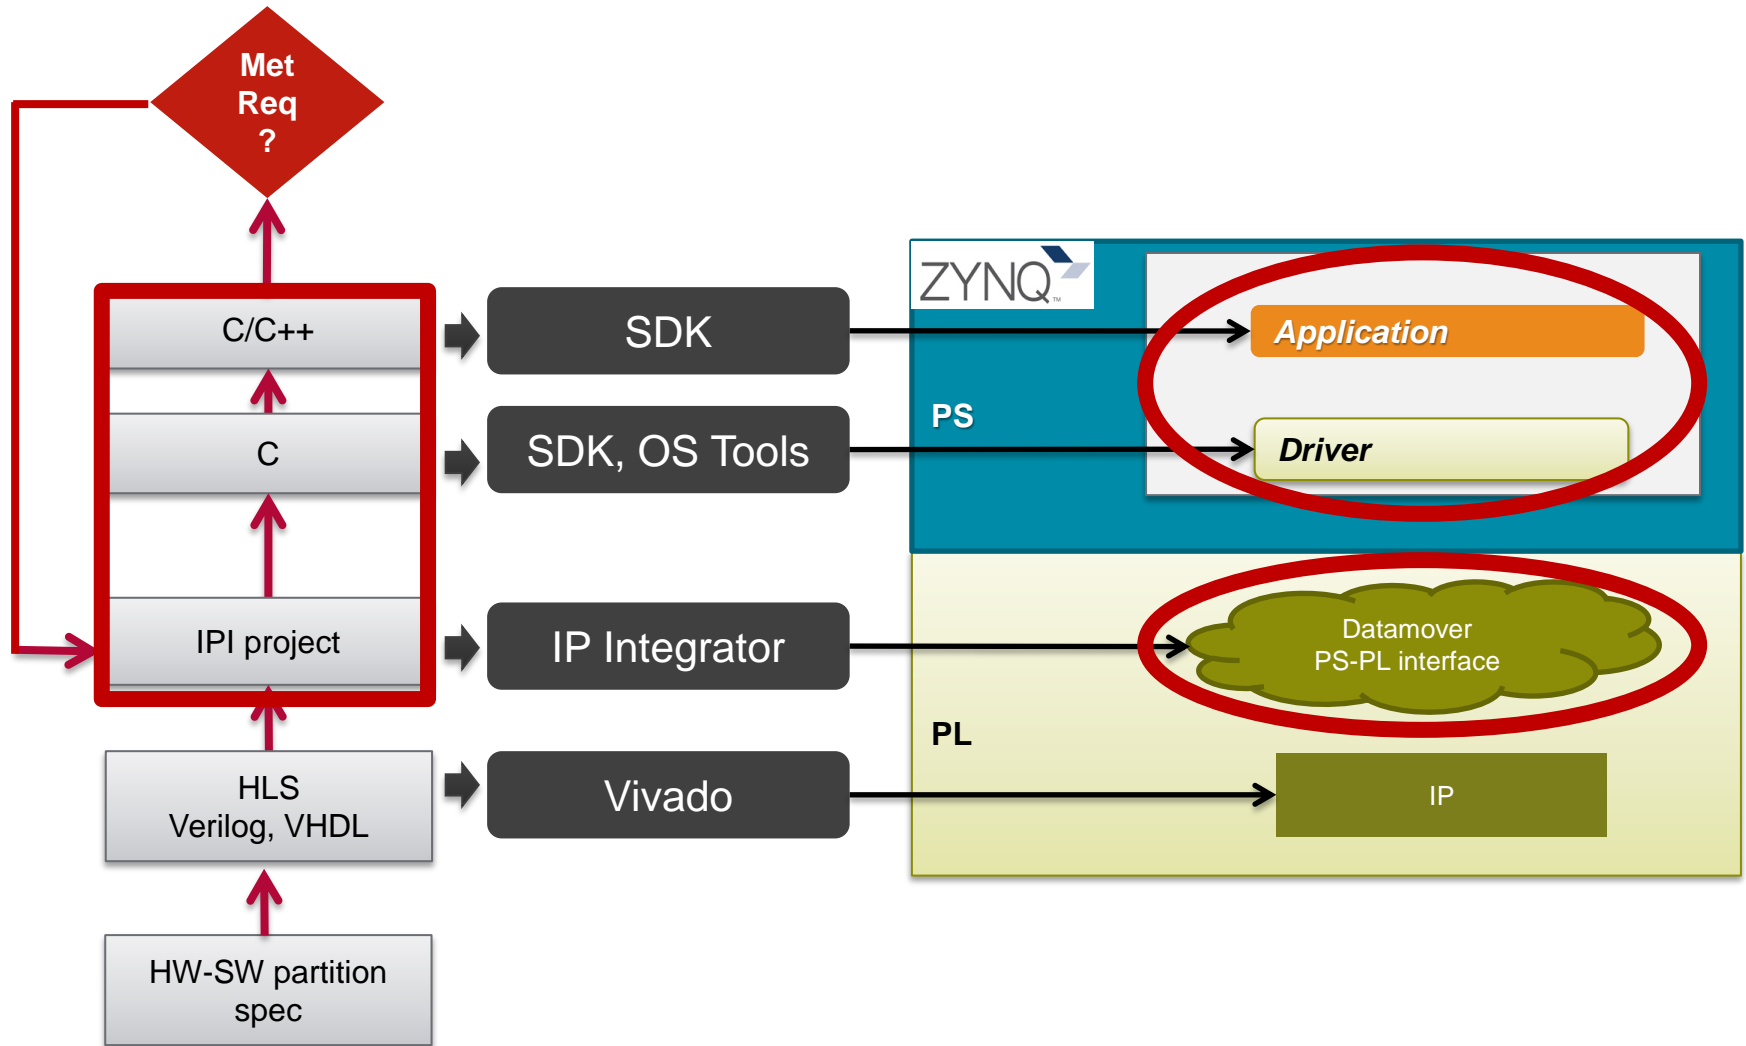 Met
Req
?
C/C++
SDK
ZYNQ™
Application
C
SDK, OS Tools
PS
Driver
IPI project
IP Integrator
Datamover
PS-PL interface
PL
HLS
Verilog, VHDL
Vivado
IP
HW-SW partition
spec